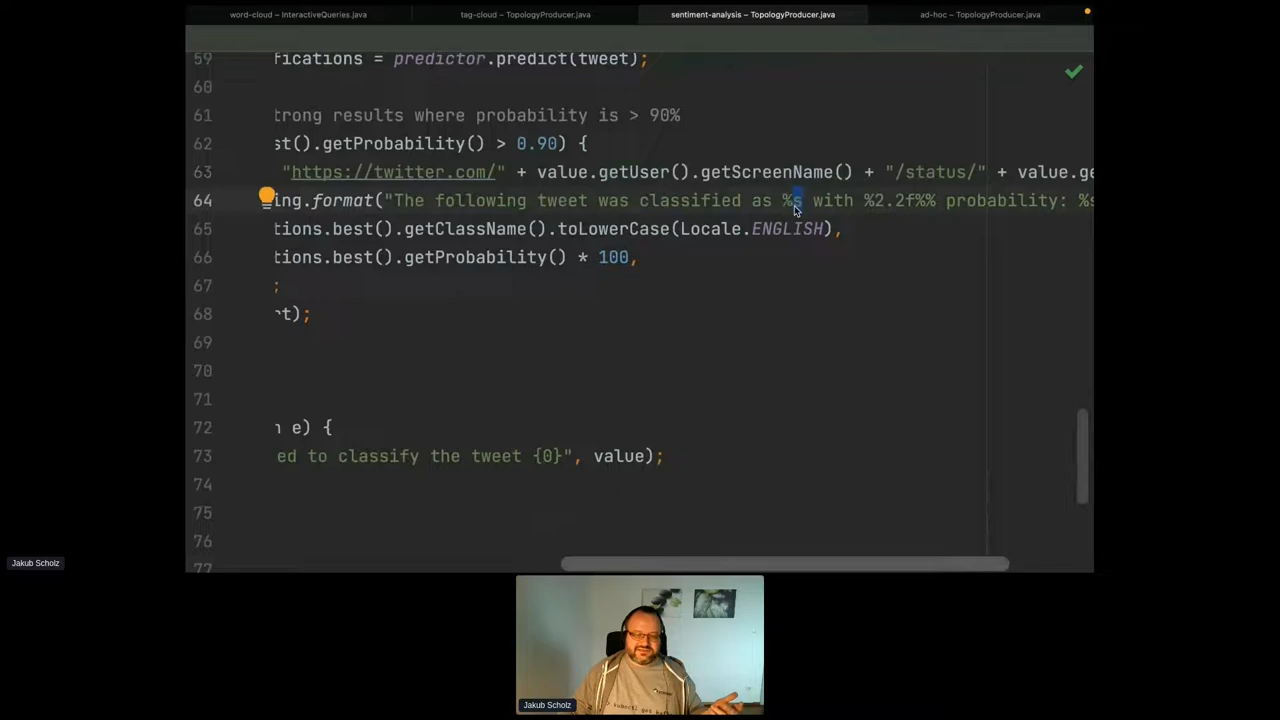 word-cloud – InteractiveQueries.java
tag-cloud – TopologyProducer.java
sentiment-analysis – TopologyProducer.java
ad-hoc – TopologyProducer.java
59 fications = predictor.predict(tweet);
60
61 trong results where probability is > 90%
62 st().getProbability() > 0.90) {
63 "https://twitter.com/" + value.getUser().getScreenName() + "/status/" + value.ge
64 ing.format("The following tweet was classified as %s with %2.2f%% probability: %s
65 tions.best().getClassName().toLowerCase(Locale.ENGLISH),
66 tions.best().getProbability() * 100,
67 ;
68 rt);
69
70
71
72 n e) {
73 ed to classify the tweet {0}", value);
74
75
76
77
Jakub Scholz
Jakub Scholz